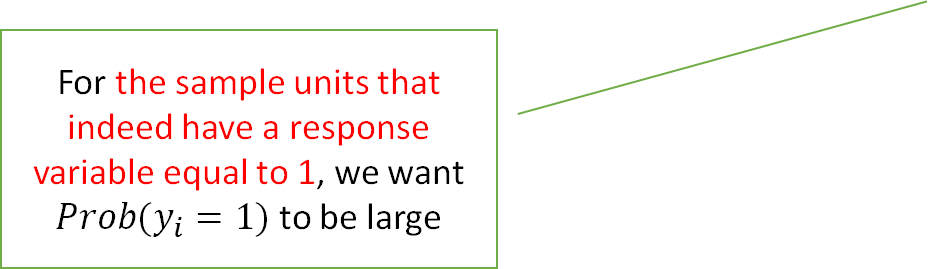 For the sample units that
indeed have a response
variable equal to 1, we want
𝑃𝑟𝑜𝑏(𝑦ᵢ = 1) to be large